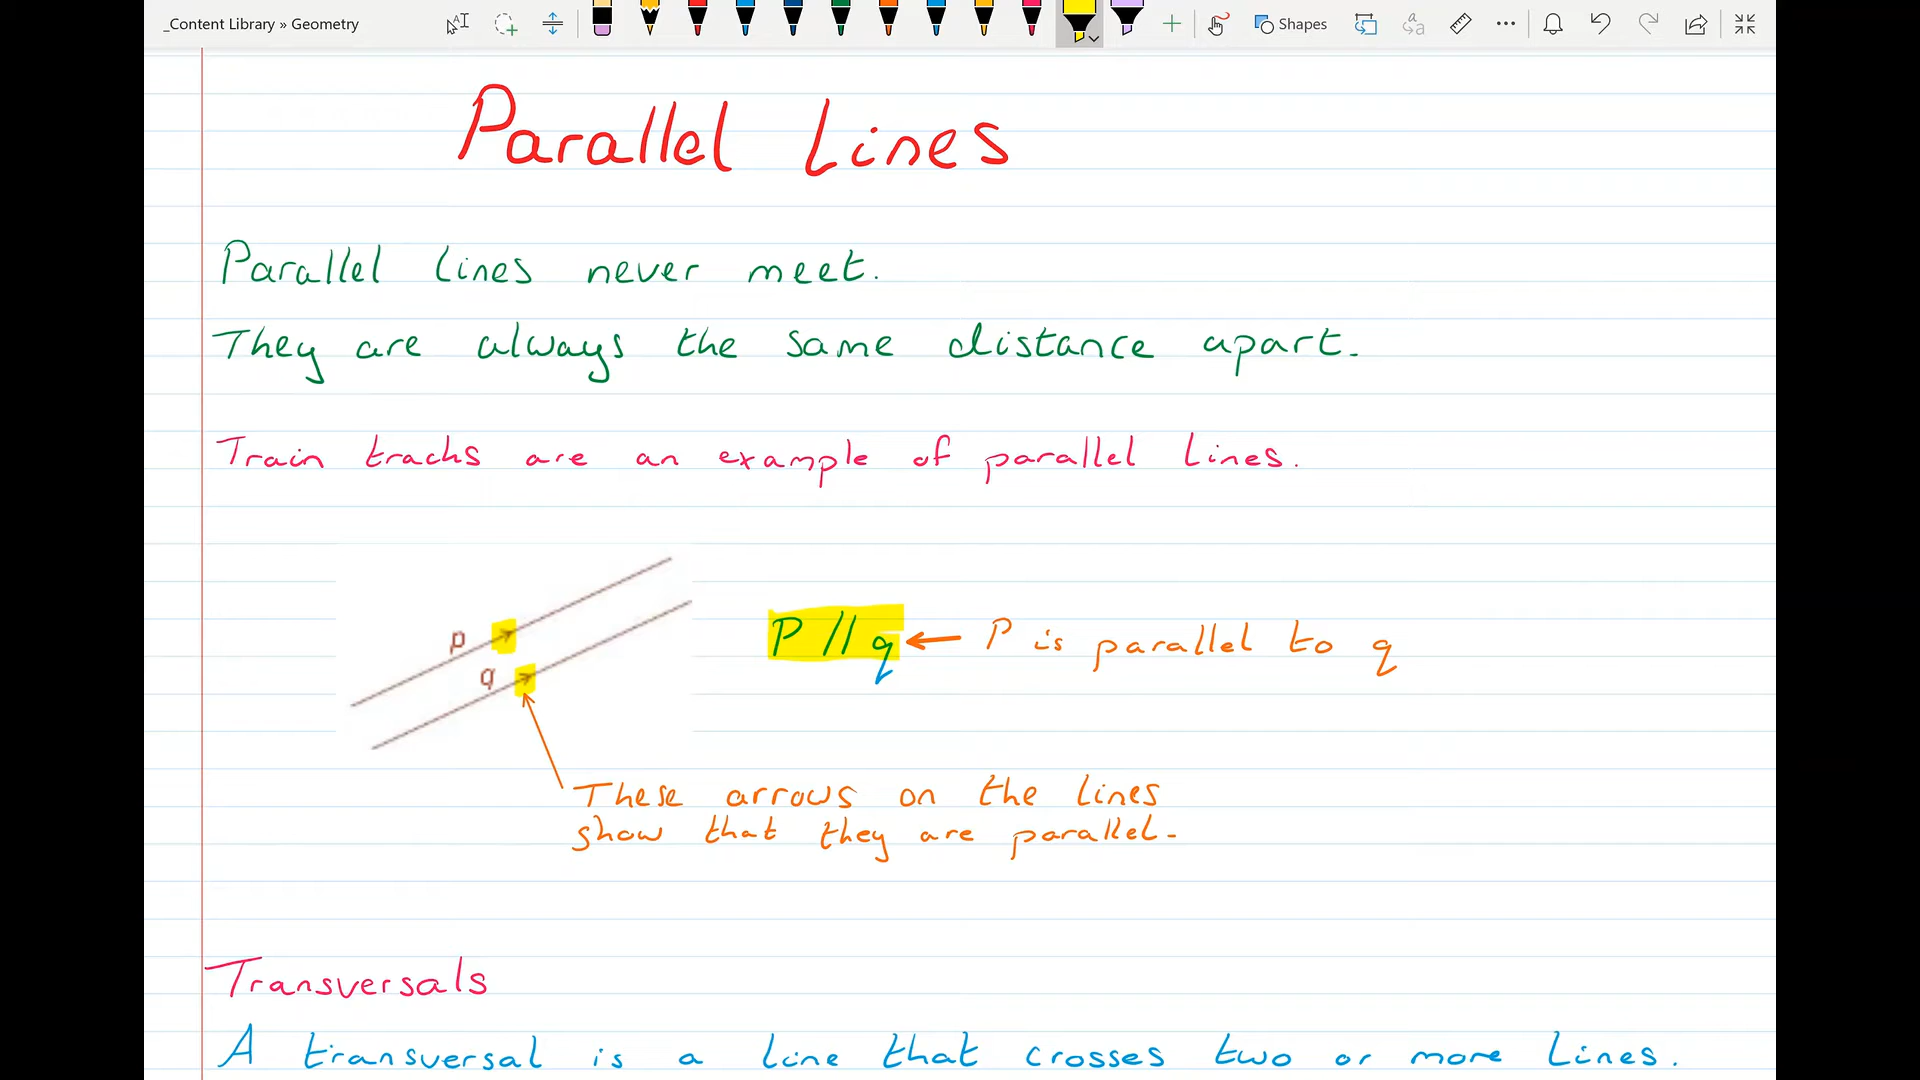 _Content Library » Geometry
Shapes
Parallel Lines
Parallel lines never meet.
They are always the same distance apart.
Train tracks are an example of parallel lines.
p
q
P // q ← P is parallel to q
These arrows on the lines
show that they are parallel.
Transversals
A transversal is a line that crosses two or more lines.